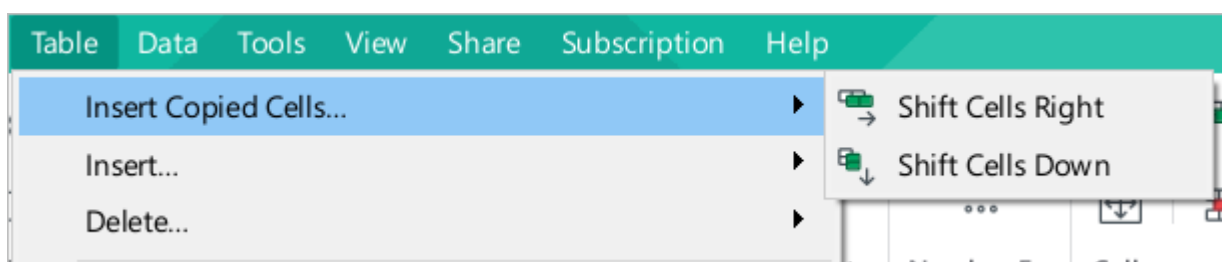 Table Data Tools View Share Subscription Help
Insert Copied Cells...
Shift Cells Right
Insert...
Shift Cells Down
Delete...